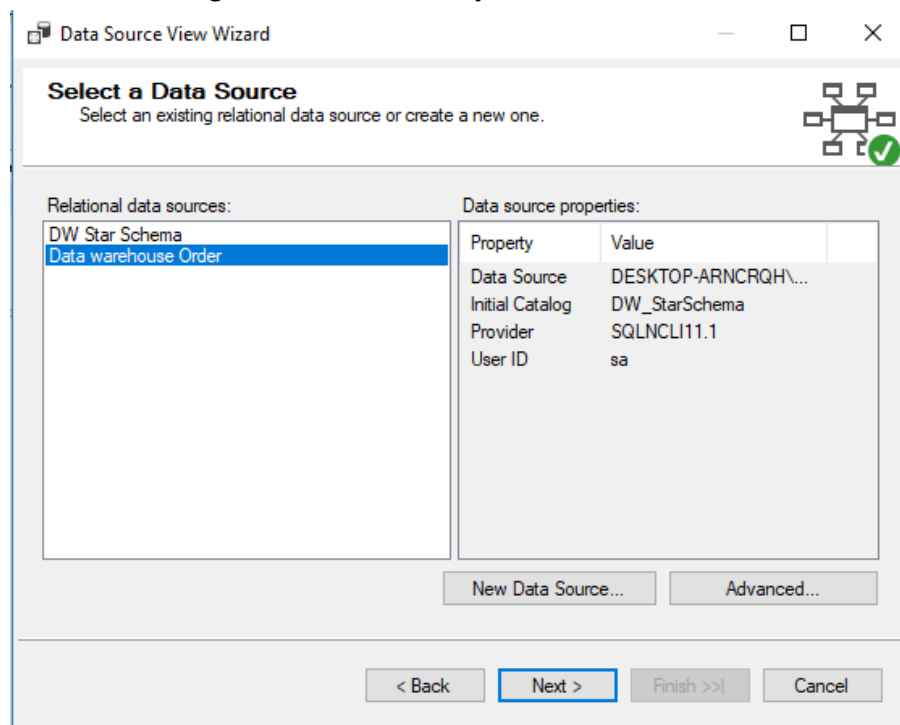 Data Source View Wizard
Select a Data Source
Select an existing relational data source or create a new one.
Relational data sources:
DW Star Schema
Data warehouse Order
Data source properties:
Property Value
Data Source DESKTOP-ARNCRQH\...
Initial Catalog DW_StarSchema
Provider SQLNCLI11.1
User ID sa
New Data Source... Advanced...
< Back Next > Finish >>| Cancel